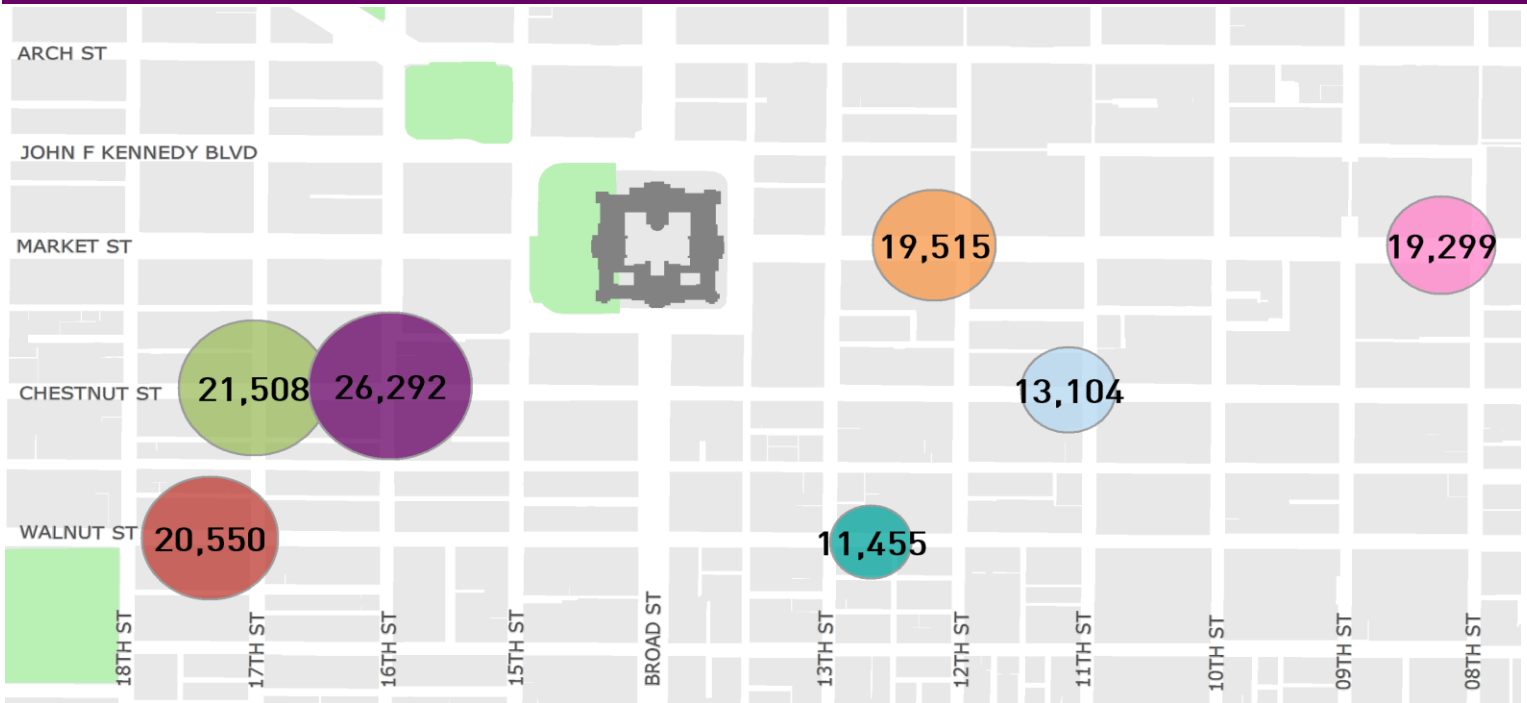 ARCH ST
JOHN F KENNEDY BLVD
MARKET ST
19,515
19,299
CHESTNUT ST
21,508
26,292
13,104
WALNUT ST
20,550
11,455
18TH ST
17TH ST
16TH ST
15TH ST
BROAD ST
13TH ST
12TH ST
11TH ST
10TH ST
09TH ST
08TH ST